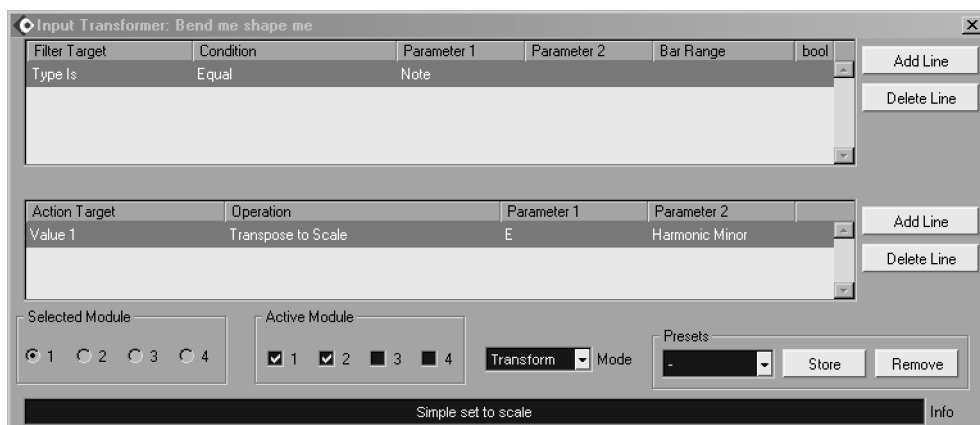 Input Transformer: Bend me shape me
Filter Target Condition Parameter 1 Parameter 2 Bar Range bool
Type Is Equal Note
Add Line
Delete Line
Action Target Operation Parameter 1 Parameter 2
Value 1 Transpose to Scale E Harmonic Minor
Add Line
Delete Line
Selected Module Active Module
1 2 3 4 1 2 3 4 Transform Mode
Presets
- Store Remove
Simple set to scale Info